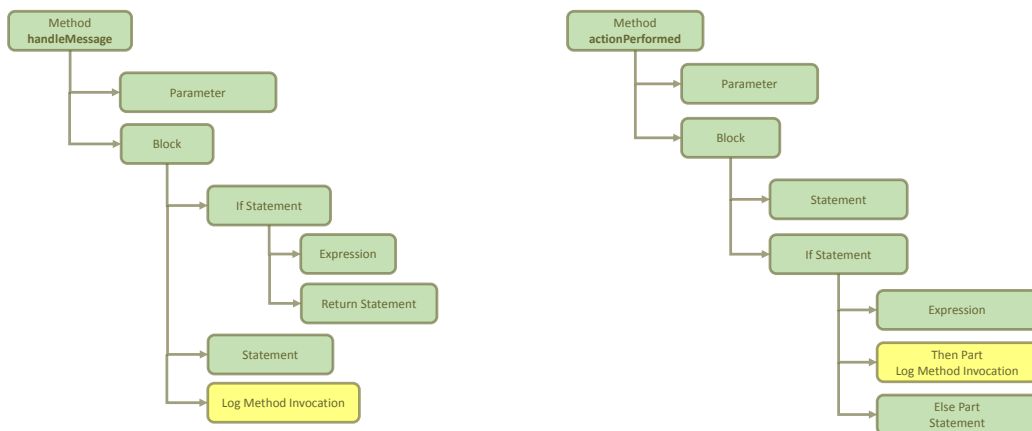 Method
handleMessage
Parameter
Block
If Statement
Expression
Return Statement
Statement
Log Method Invocation
Method
actionPerformed
Parameter
Block
Statement
If Statement
Expression
Then Part
Log Method Invocation
Else Part
Statement